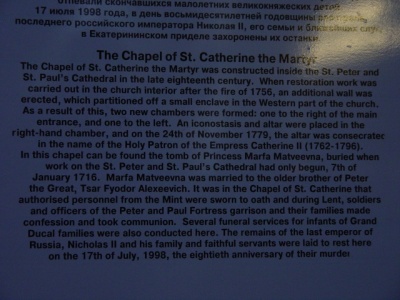 Отпевали скончавшихся малолетних великокняжеских детей
17 июля 1998 года, в день восьмидесятилетней годовщины
последнего российского императора Николая II, его семьи и ближайших слуг
в Екатерининском приделе захоронены их останки
The Chapel of St. Catherine the Martyr
The Chapel of St. Catherine the Martyr was constructed inside the St. Peter and
St. Paul's Cathedral in the late eighteenth century. When restoration work was
carried out in the church interior after the fire of 1756, an additional wall was
erected, which partitioned off a small enclave in the Western part of the church.
As a result of this, two new chambers were formed: one to the right of the main
entrance, and one to the left. An iconostasis and altar were placed in the
right-hand chamber, and on the 24th of November 1779, the altar was consecrated
in the name of the Holy Patron of the Empress Catherine II (1762-1796).
In this chapel can be found the tomb of Princess Marfa Matveevna, buried when
work on the St. Peter and St. Paul's Cathedral had only begun, 7th of
January 1716. Marfa Matveevna was married to the older brother of Peter
the Great, Tsar Fyodor Alexeevich. It was in the Chapel of St. Catherine that
authorised personnel from the Mint were sworn to oath and during Lent, soldiers
and officers of the Peter and Paul Fortress garrison and their families made
confession and took communion. Several funeral services for infants of Grand
Ducal families were also conducted here. The remains of the last emperor of
Russia, Nicholas II and his family and faithful servants were laid to rest here
on the 17th of July, 1998, the eightieth anniversary of their murder